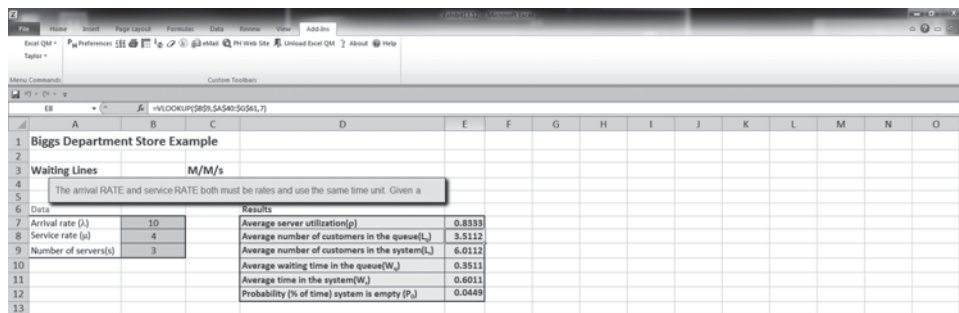 Exhibit13.2 - Microsoft Excel
File Home Insert Page Layout Formulas Data Review View Add-Ins
Excel QM PH Preferences eMail PH Web Site Unload Excel QM ? About Help
Taylor
Menu Commands Custom Toolbars
E8 fx =VLOOKUP($B$9,$A$40:$G$61,7)
A B C D E F G H I J K L M N O
1 Biggs Department Store Example
2
3 Waiting Lines M/M/s
4 The arrival RATE and service RATE both must be rates and use the same time unit. Given a
5
6 Data Results
7 Arrival rate (λ) 10 Average server utilization(ρ) 0.8333
8 Service rate (μ) 4 Average number of customers in the queue(Lq) 3.5112
9 Number of servers(s) 3 Average number of customers in the system(Ls) 6.0112
10 Average waiting time in the queue(Wq) 0.3511
11 Average time in the system(Ws) 0.6011
12 Probability (% of time) system is empty (P0) 0.0449
13